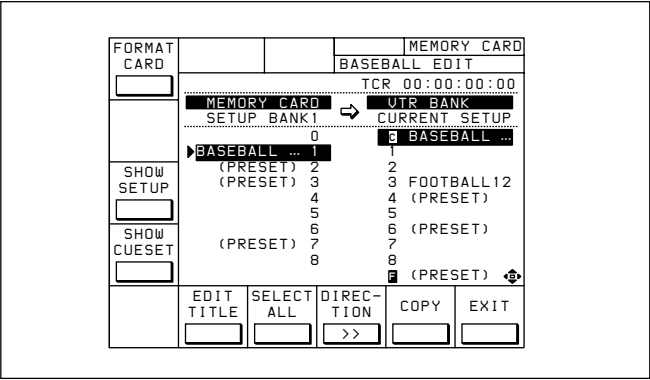 FORMAT CARD
MEMORY CARD
BASEBALL EDIT
TCR 00:00:00:00
MEMORY CARD ⇨ VTR BANK
SETUP BANK1 CURRENT SETUP
0 C BASEBALL …
▶BASEBALL … 1 1
(PRESET) 2 2
(PRESET) 3 3 FOOTBALL12
4 4 (PRESET)
5 5
6 6 (PRESET)
(PRESET) 7 7
8 8
F (PRESET)
SHOW SETUP
SHOW CUESET
EDIT TITLE
SELECT ALL
DIREC-TION
>>
COPY
EXIT